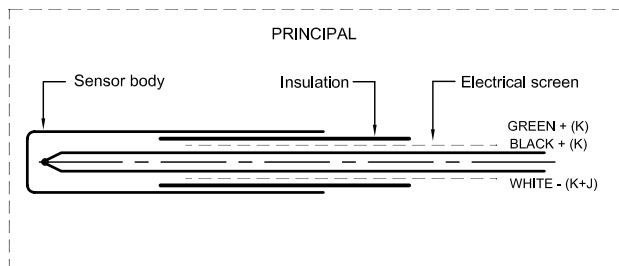 PRINCIPAL
Sensor body
Insulation
Electrical screen
GREEN + (K)
BLACK + (K)
WHITE - (K+J)